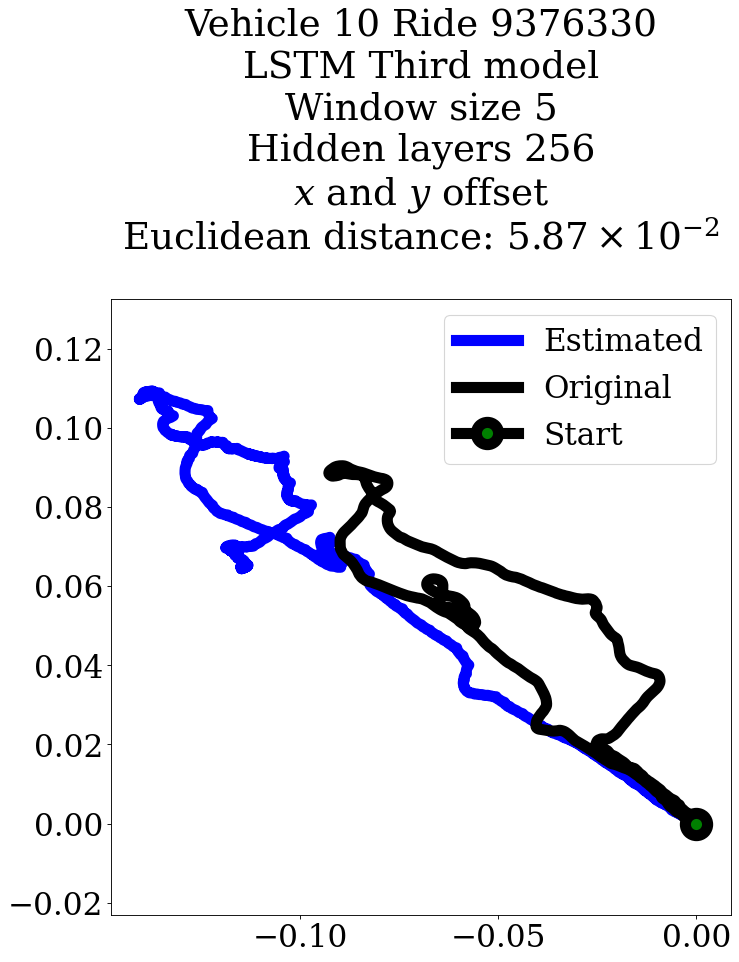 Vehicle 10 Ride 9376330
LSTM Third model
Window size 5
Hidden layers 256
x and y offset
Euclidean distance: 5.87 × 10⁻²
Estimated
Original
Start
0.12
0.10
0.08
0.06
0.04
0.02
0.00
−0.02
−0.10
−0.05
0.00